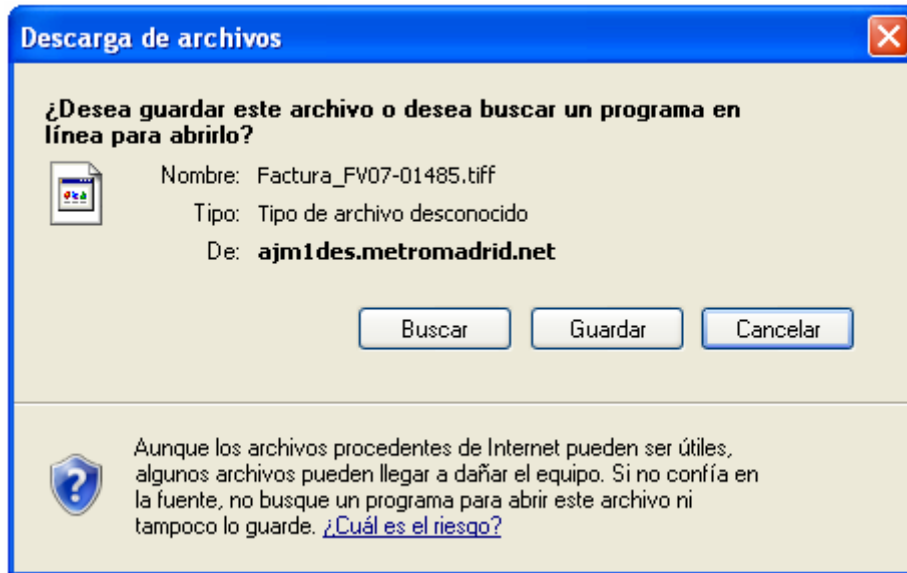 Descarga de archivos
¿Desea guardar este archivo o desea buscar un programa en
línea para abrirlo?
Nombre: Factura_FV07-01485.tiff
Tipo: Tipo de archivo desconocido
De: ajm1des.metromadrid.net
Buscar Guardar Cancelar
Aunque los archivos procedentes de Internet pueden ser útiles,
algunos archivos pueden llegar a dañar el equipo. Si no confía en
la fuente, no busque un programa para abrir este archivo ni
tampoco lo guarde. ¿Cuál es el riesgo?